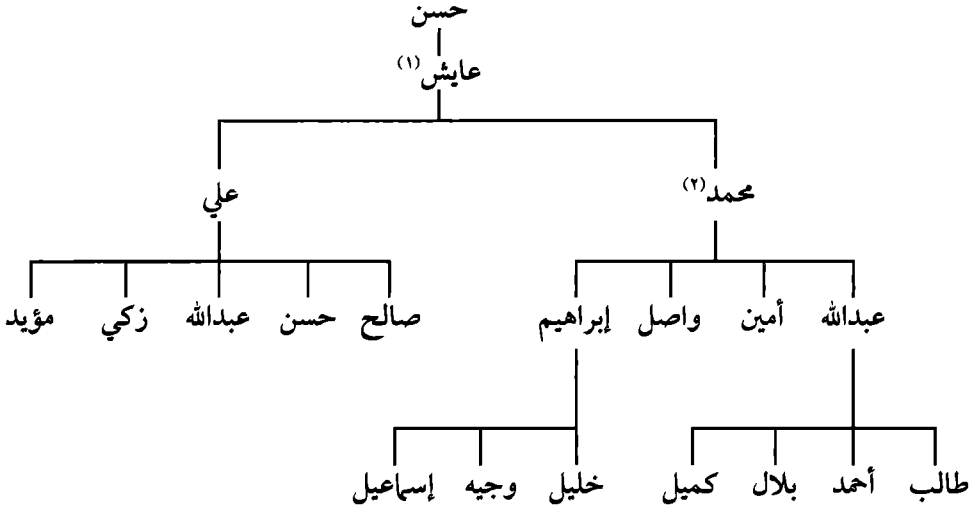 حسن
عايش (١)
محمد (٢) علي
عبدالله أمين واصل إبراهيم صالح حسن عبدالله زكي مؤيد
طالب أحمد بلال كميل خليل وجيه إسماعيل